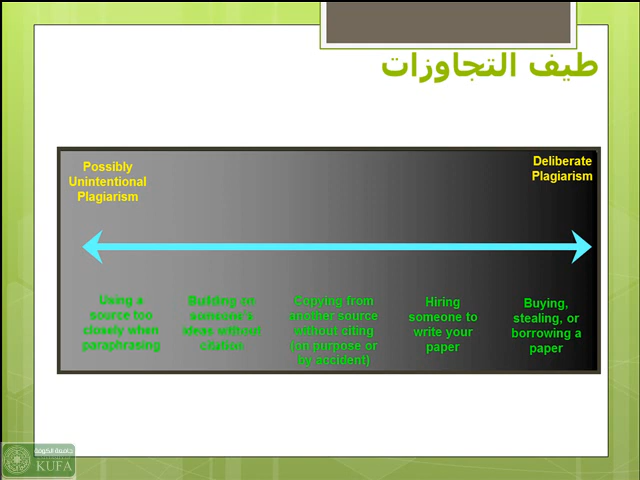 طيف التجاوزات
Possibly
Unintentional
Plagiarism
Deliberate
Plagiarism
Using a
source too
closely when
paraphrasing
Building on
someone's
ideas without
citation
Copying from
another source
without citing
(on purpose or
by accident)
Hiring
someone to
write your
paper
Buying,
stealing, or
borrowing a
paper
جامعة الكوفة
KUFA